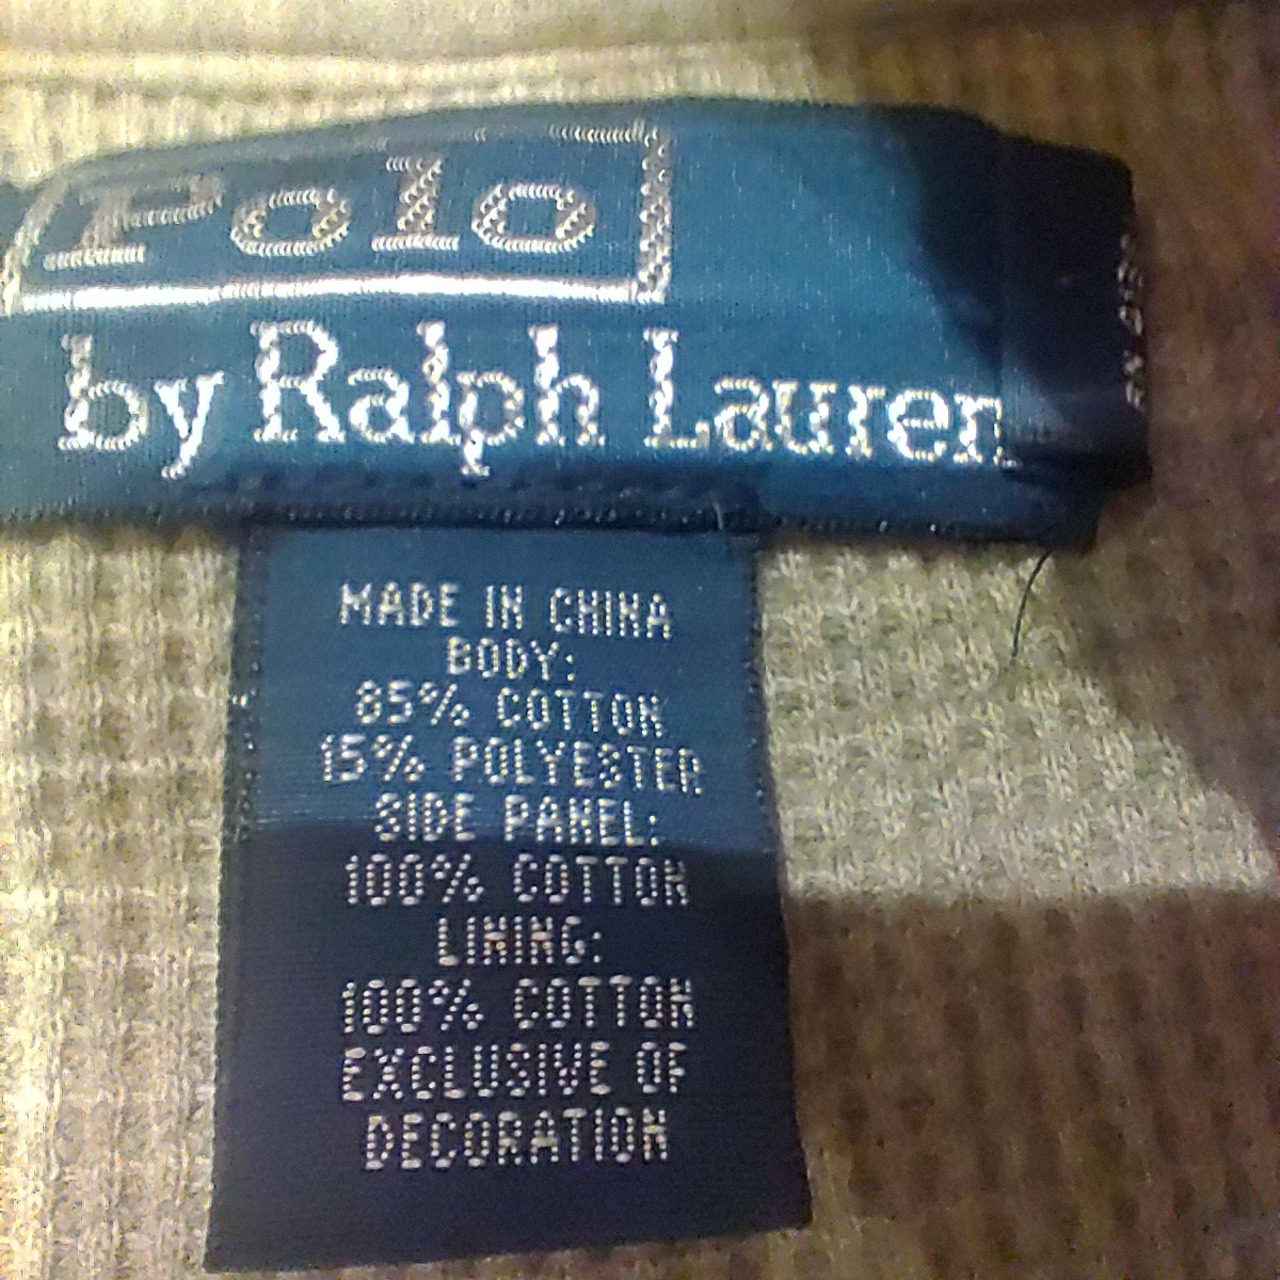 Polo
by Ralph Lauren
MADE IN CHINA
BODY:
85% COTTON
15% POLYESTER
SIDE PANEL:
100% COTTON
LINING:
100% COTTON
EXCLUSIVE OF
DECORATION